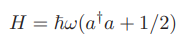 H = ℏω(a†a + 1/2)